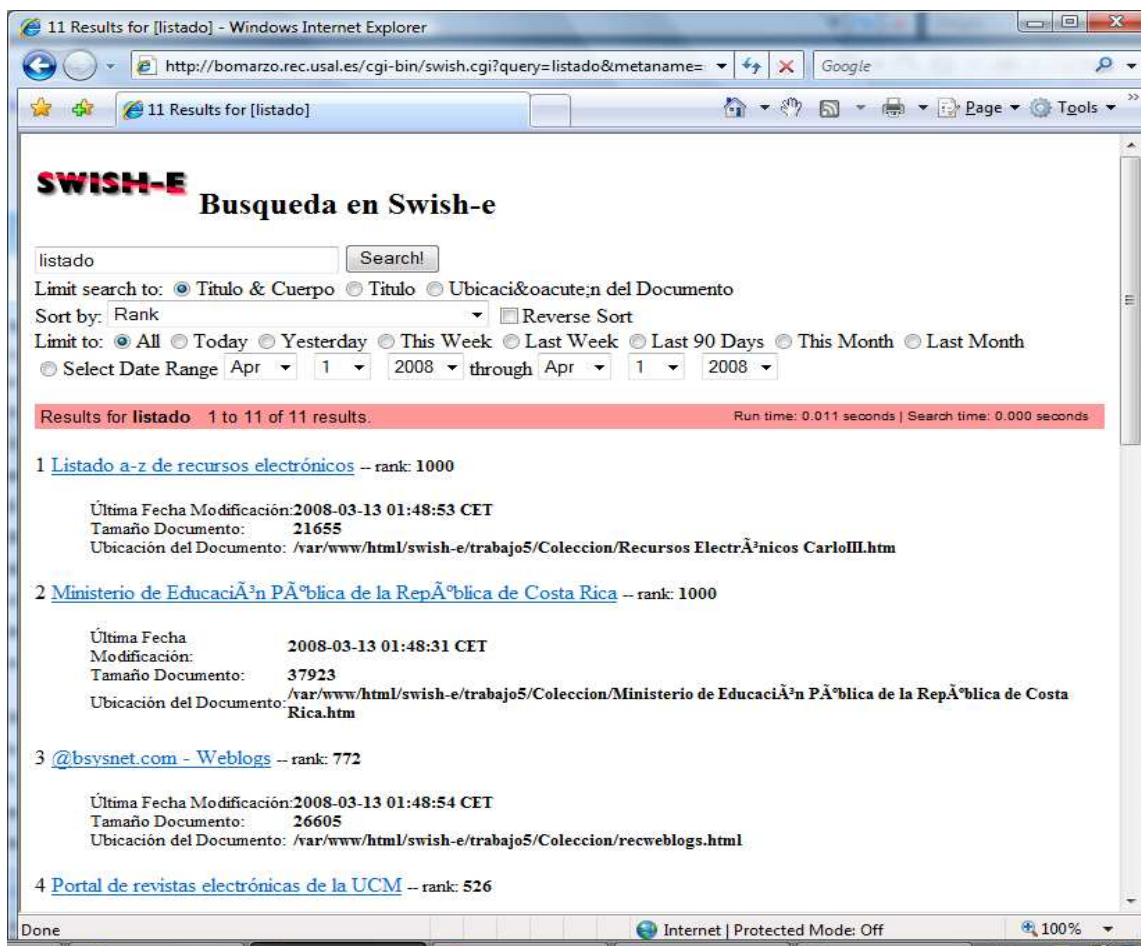 11 Results for [listado] - Windows Internet Explorer
http://bomarzo.rec.usal.es/cgi-bin/swish.cgi?query=listado&metaname=
Google
11 Results for [listado]
Page Tools
SWISH-E
Busqueda en Swish-e
listado Search!
Limit search to: Titulo & Cuerpo Titulo Ubicaci&oacute;n del Documento
Sort by: Rank Reverse Sort
Limit to: All Today Yesterday This Week Last Week Last 90 Days This Month Last Month
Select Date Range Apr 1 2008 through Apr 1 2008
Results for listado 1 to 11 of 11 results. Run time: 0.011 seconds | Search time: 0.000 seconds
1 Listado a-z de recursos electrónicos -- rank: 1000
Última Fecha Modificación:2008-03-13 01:48:53 CET
Tamaño Documento: 21655
Ubicación del Documento: /var/www/html/swish-e/trabajo5/Coleccion/Recursos ElectrÃ³nicos CarloIII.htm
2 Ministerio de EducaciÃ³n PÃºblica de la RepÃºblica de Costa Rica -- rank: 1000
Última Fecha
Modificación: 2008-03-13 01:48:31 CET
Tamaño Documento: 37923
Ubicación del Documento: /var/www/html/swish-e/trabajo5/Coleccion/Ministerio de EducaciÃ³n PÃºblica de la RepÃºblica de Costa
Rica.htm
3 @bsysnet.com - Weblogs -- rank: 772
Última Fecha Modificación:2008-03-13 01:48:54 CET
Tamaño Documento: 26605
Ubicación del Documento: /var/www/html/swish-e/trabajo5/Coleccion/recweblogs.html
4 Portal de revistas electrónicas de la UCM -- rank: 526
Done Internet | Protected Mode: Off 100%